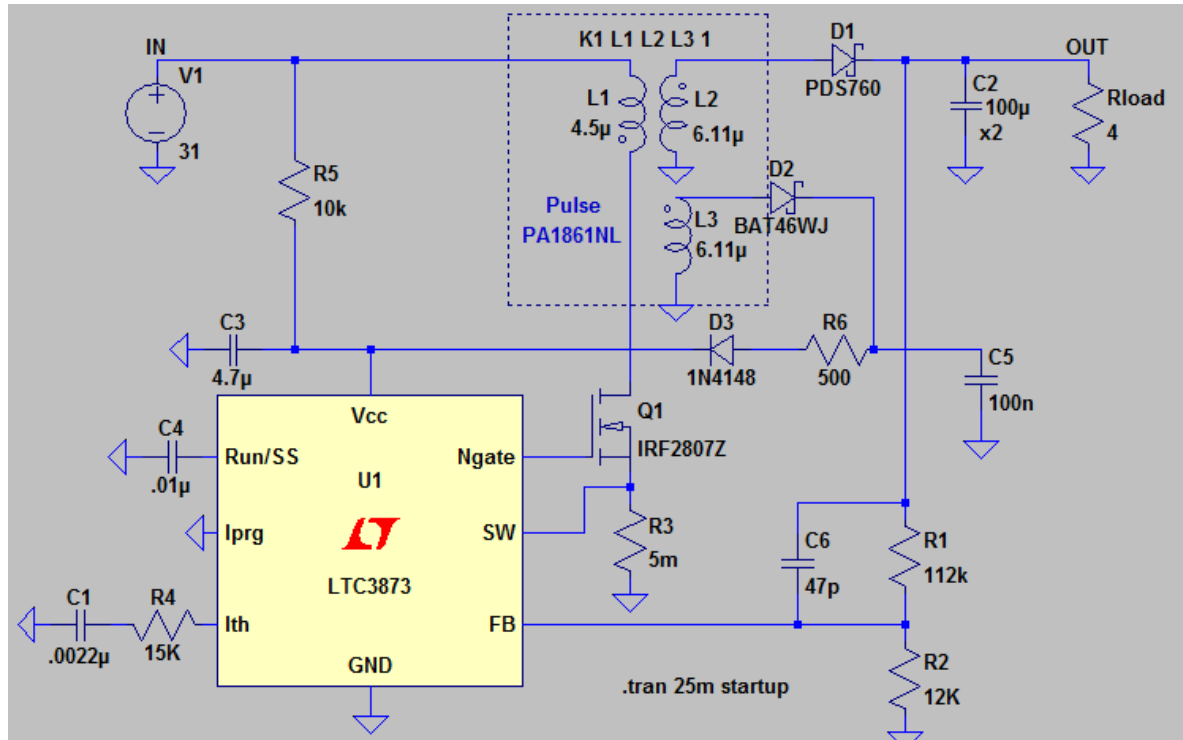 IN
V1
31
R5
10k
K1 L1 L2 L3 1
L1
4.5µ
L2
6.11µ
Pulse
PA1861NL
L3
6.11µ
D1
PDS760
OUT
C2
100µ
x2
Rload
4
D2
BAT46WJ
C3
4.7µ
D3
1N4148
R6
500
C5
100n
C4
.01µ
Vcc
Run/SS
Ngate
U1
Iprg
SW
LTC3873
Ith
FB
GND
Q1
IRF2807Z
R3
5m
C6
47p
R1
112k
C1
.0022µ
R4
15K
R2
12K
.tran 25m startup